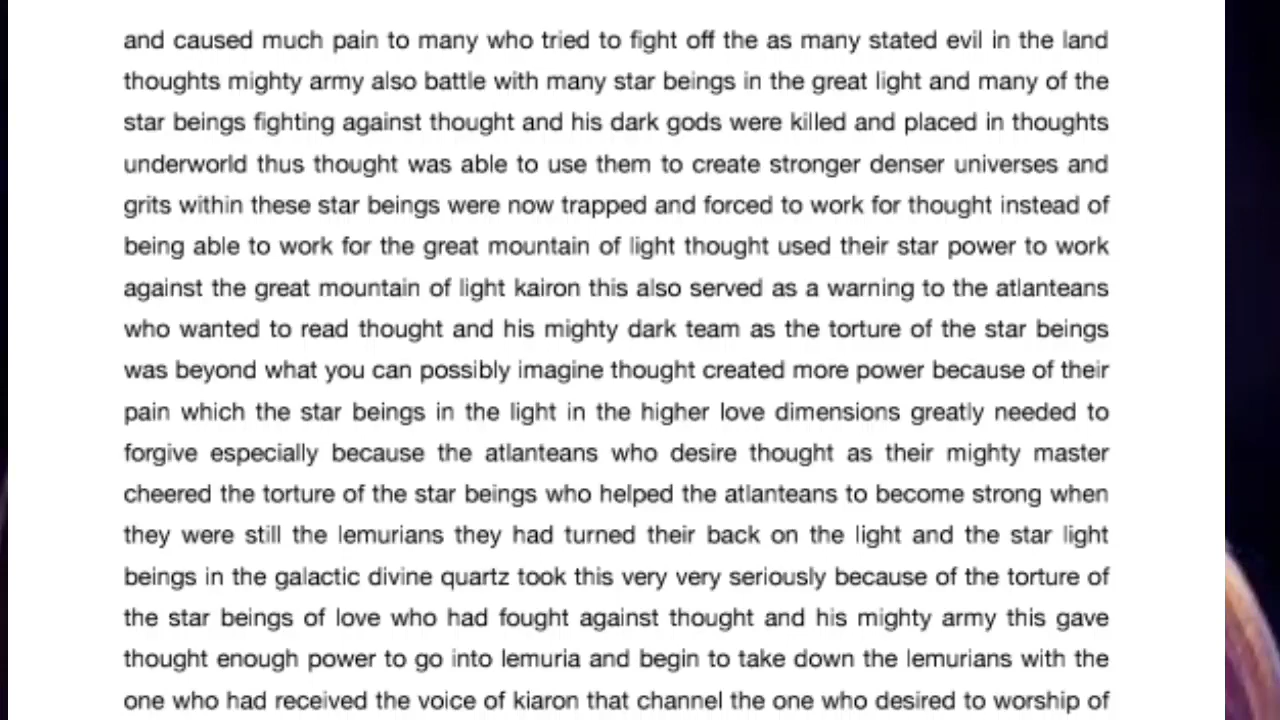 and caused much pain to many who tried to fight off the as many stated evil in the land
thoughts mighty army also battle with many star beings in the great light and many of the
star beings fighting against thought and his dark gods were killed and placed in thoughts
underworld thus thought was able to use them to create stronger denser universes and
grits within these star beings were now trapped and forced to work for thought instead of
being able to work for the great mountain of light thought used their star power to work
against the great mountain of light kairon this also served as a warning to the atlanteans
who wanted to read thought and his mighty dark team as the torture of the star beings
was beyond what you can possibly imagine thought created more power because of their
pain which the star beings in the light in the higher love dimensions greatly needed to
forgive especially because the atlanteans who desire thought as their mighty master
cheered the torture of the star beings who helped the atlanteans to become strong when
they were still the lemurians they had turned their back on the light and the star light
beings in the galactic divine quartz took this very very seriously because of the torture of
the star beings of love who had fought against thought and his mighty army this gave
thought enough power to go into lemuria and begin to take down the lemurians with the
one who had received the voice of kiaron that channel the one who desired to worship of